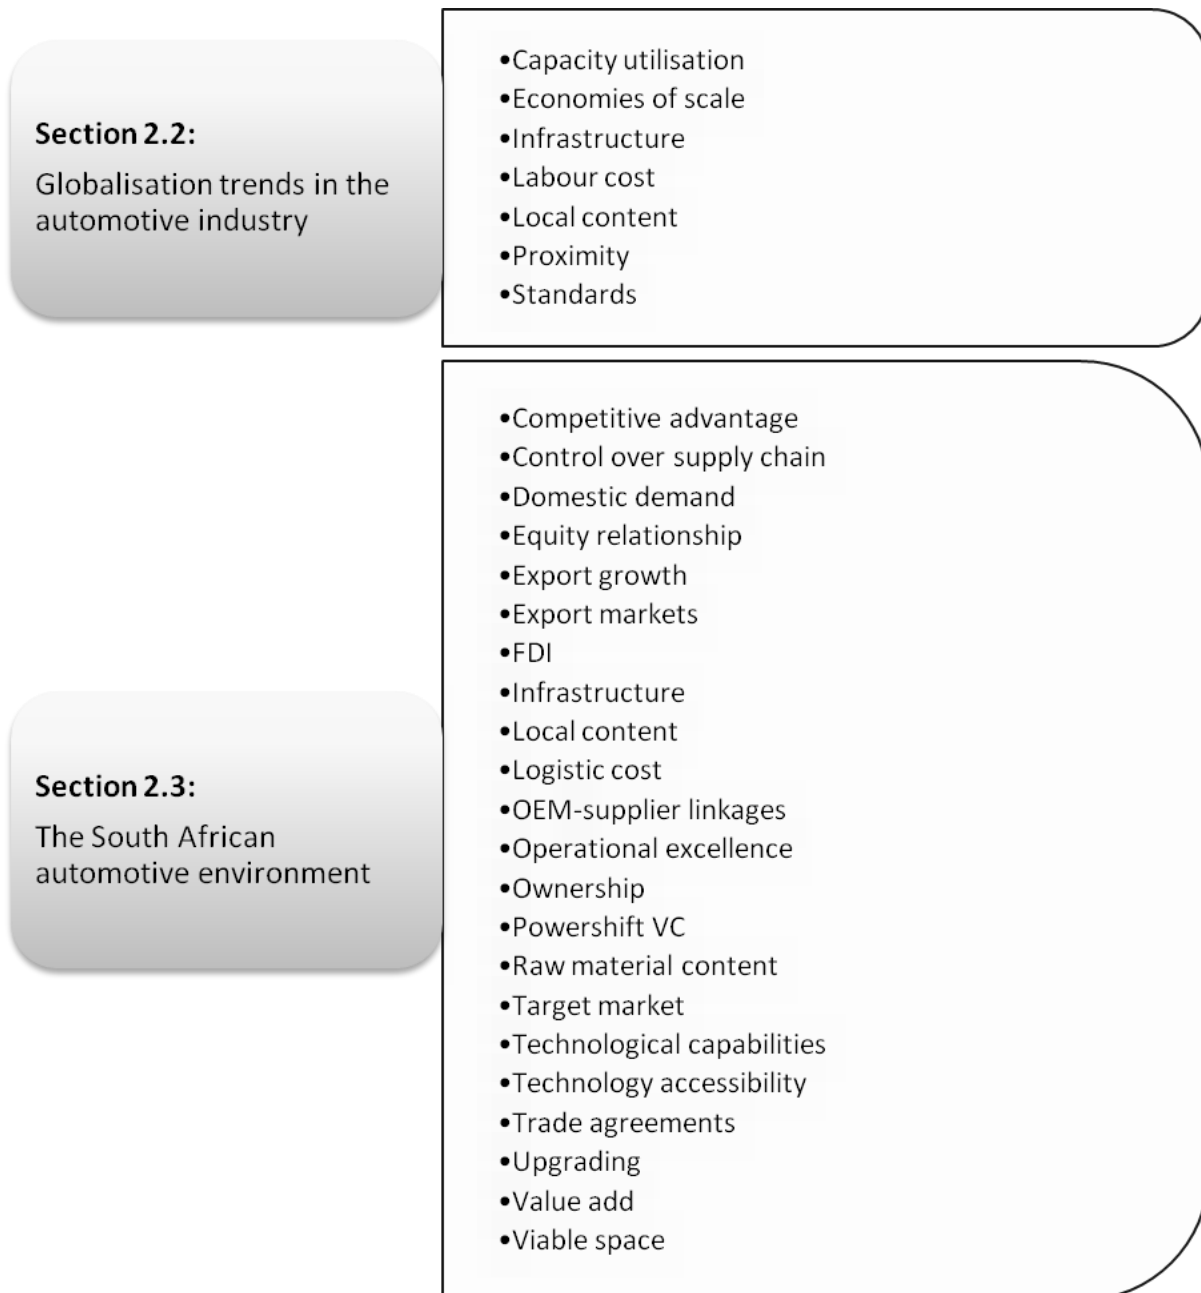 Section 2.2:
Globalisation trends in the
automotive industry
•Capacity utilisation
•Economies of scale
•Infrastructure
•Labour cost
•Local content
•Proximity
•Standards
Section 2.3:
The South African
automotive environment
•Competitive advantage
•Control over supply chain
•Domestic demand
•Equity relationship
•Export growth
•Export markets
•FDI
•Infrastructure
•Local content
•Logistic cost
•OEM-supplier linkages
•Operational excellence
•Ownership
•Powershift VC
•Raw material content
•Target market
•Technological capabilities
•Technology accessibility
•Trade agreements
•Upgrading
•Value add
•Viable space